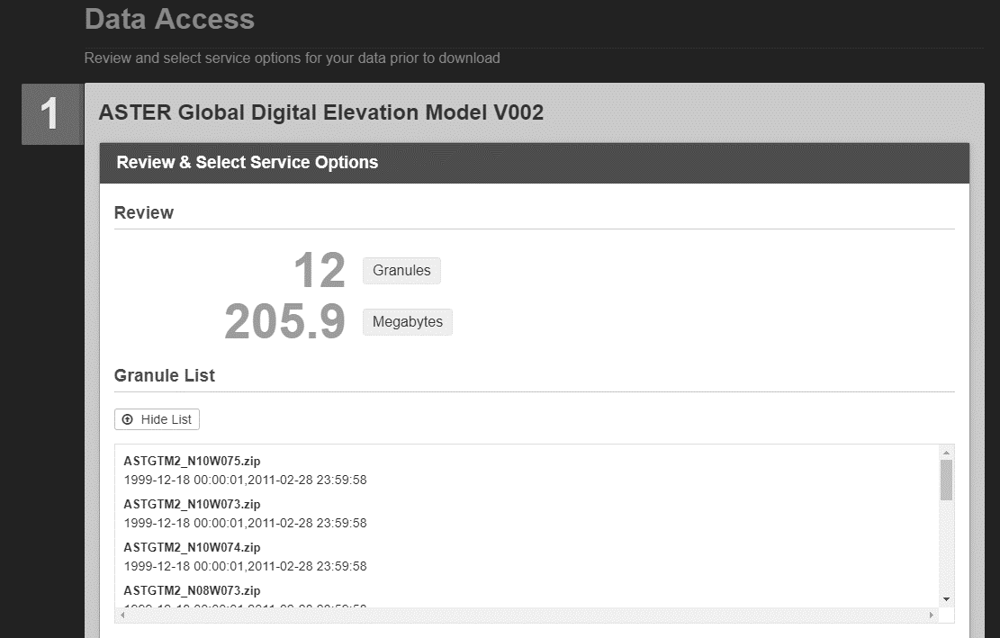 Data Access
Review and select service options for your data prior to download
1
ASTER Global Digital Elevation Model V002
Review & Select Service Options
Review
12 Granules
205.9 Megabytes
Granule List
Hide List
ASTGTM2_N10W075.zip
1999-12-18 00:00:01,2011-02-28 23:59:58
ASTGTM2_N10W073.zip
1999-12-18 00:00:01,2011-02-28 23:59:58
ASTGTM2_N10W074.zip
1999-12-18 00:00:01,2011-02-28 23:59:58
ASTGTM2_N08W073.zip